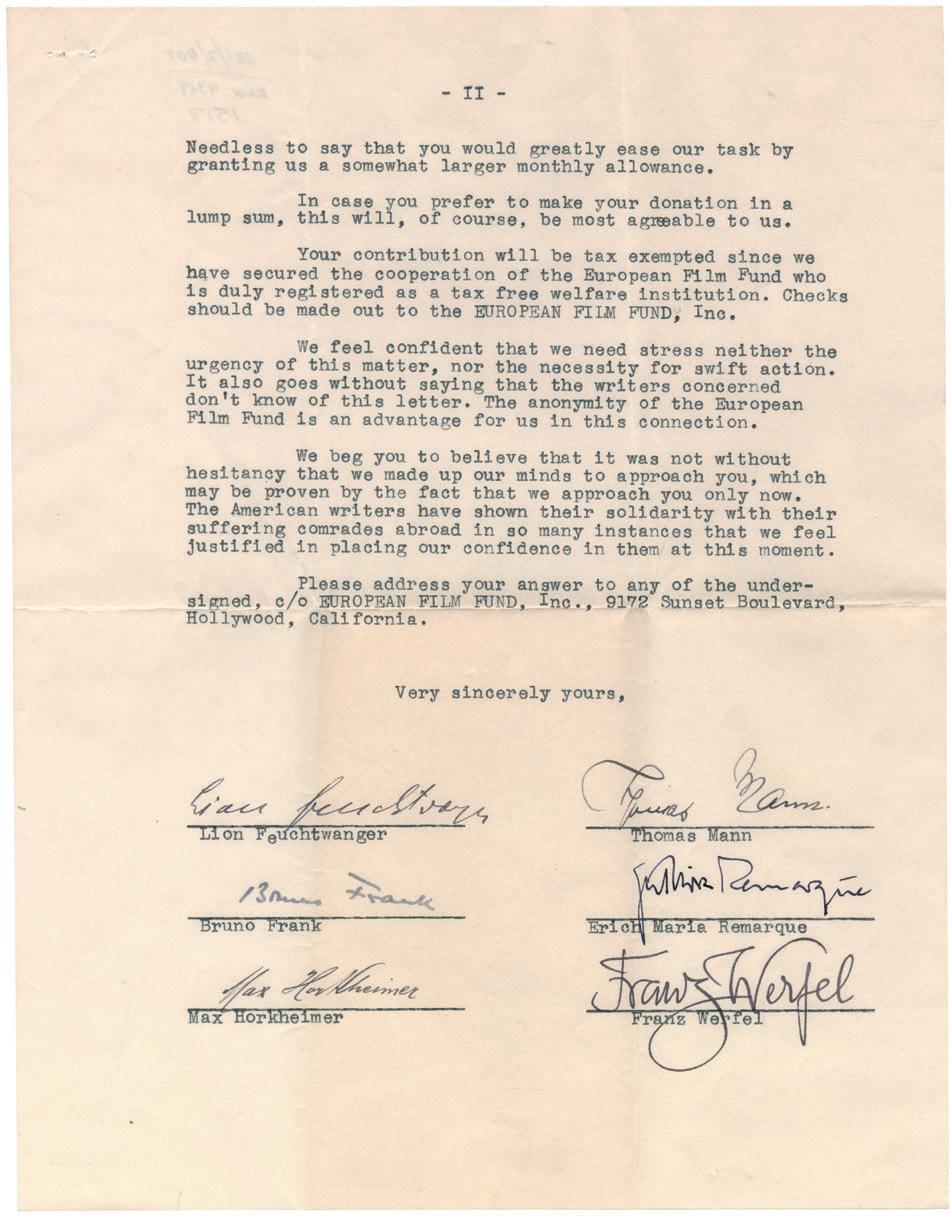 - II -
Needless to say that you would greatly ease our task by
granting us a somewhat larger monthly allowance.
In case you prefer to make your donation in a
lump sum, this will, of course, be most agreeable to us.
Your contribution will be tax exempted since we
have secured the cooperation of the European Film Fund who
is duly registered as a tax free welfare institution. Checks
should be made out to the EUROPEAN FILM FUND, Inc.
We feel confident that we need stress neither the
urgency of this matter, nor the necessity for swift action.
It also goes without saying that the writers concerned
don't know of this letter. The anonymity of the European
Film Fund is an advantage for us in this connection.
We beg you to believe that it was not without
hesitancy that we made up our minds to approach you, which
may be proven by the fact that we approach you only now.
The American writers have shown their solidarity with their
suffering comrades abroad in so many instances that we feel
justified in placing our confidence in them at this moment.
Please address your answer to any of the under-
signed, c/o EUROPEAN FILM FUND, Inc., 9172 Sunset Boulevard,
Hollywood, California.
Very sincerely yours,
Lion Feuchtwanger Thomas Mann
Lion Feuchtwanger Thomas Mann
Bruno Frank Remarque
Bruno Frank Erich Maria Remarque
Max Horkheimer Franz Werfel
Max Horkheimer Franz Werfel